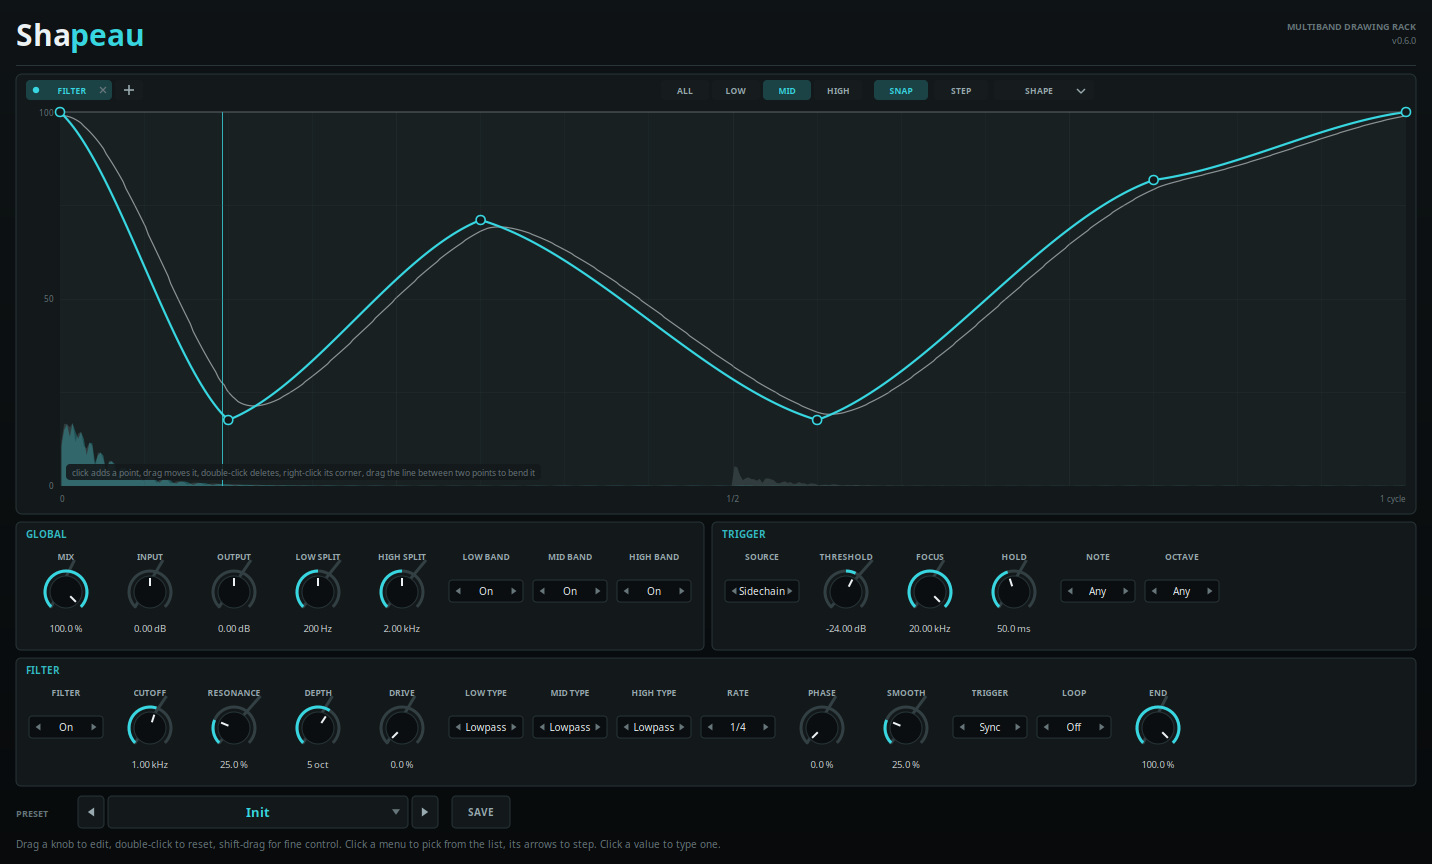 Shapeau
MULTIBAND DRAWING RACK
v0.6.0
FILTER × + ALL LOW MID HIGH SNAP STEP SHAPE
100
50
0
click adds a point, drag moves it, double-click deletes, right-click its corner, drag the line between two points to bend it
0 1/2 1 cycle
GLOBAL
MIX INPUT OUTPUT LOW SPLIT HIGH SPLIT LOW BAND MID BAND HIGH BAND
On On On
100.0 % 0.00 dB 0.00 dB 200 Hz 2.00 kHz
TRIGGER
SOURCE THRESHOLD FOCUS HOLD NOTE OCTAVE
Sidechain Any Any
-24.00 dB 20.00 kHz 50.0 ms
FILTER
FILTER CUTOFF RESONANCE DEPTH DRIVE LOW TYPE MID TYPE HIGH TYPE RATE PHASE SMOOTH TRIGGER LOOP END
On Lowpass Lowpass Lowpass 1/4 Sync Off
1.00 kHz 25.0 % 5 oct 0.0 % 0.0 % 25.0 % 100.0 %
PRESET Init SAVE
Drag a knob to edit, double-click to reset, shift-drag for fine control. Click a menu to pick from the list, its arrows to step. Click a value to type one.